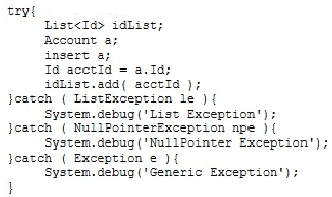 try{
List<Id> idList;
Account a;
insert a;
Id acctId = a.Id;
idList.add( acctId );
}catch ( ListException le ){
System.debug('List Exception');
}catch ( NullPointerException npe ){
System.debug('NullPointer Exception');
}catch ( Exception e ){
System.debug('Generic Exception');
}